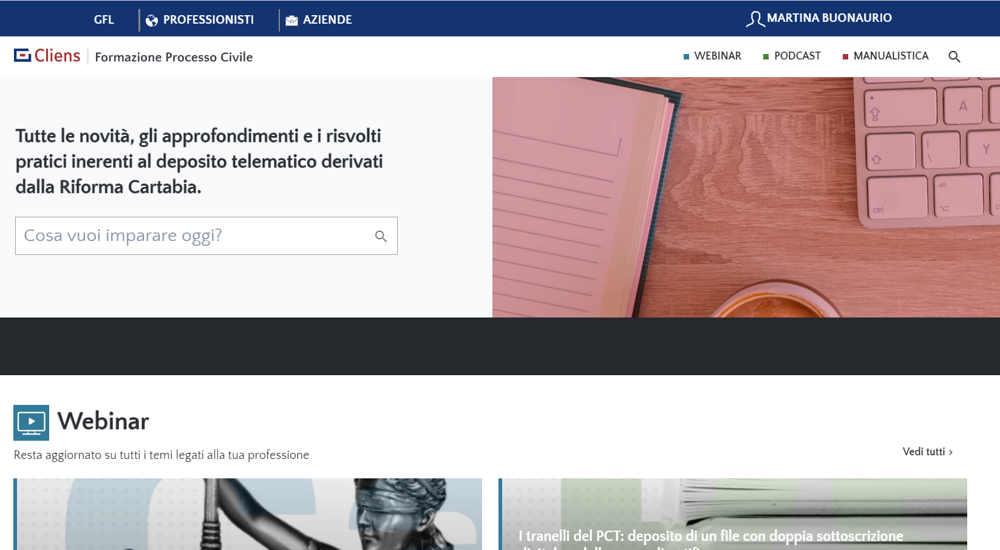 GFL
PROFESSIONISTI
AZIENDE
MARTINA BUONAURIO
Cliens
Formazione Processo Civile
WEBINAR
PODCAST
MANUALISTICA
Tutte le novità, gli approfondimenti e i risvolti
pratici inerenti al deposito telematico derivati
dalla Riforma Cartabia.
Cosa vuoi imparare oggi?
A
Y
alt
ctrl
Webinar
Resta aggiornato su tutti i temi legati alla tua professione
Vedi tutti
I tranelli del PCT: deposito di un file con doppia sottoscrizione